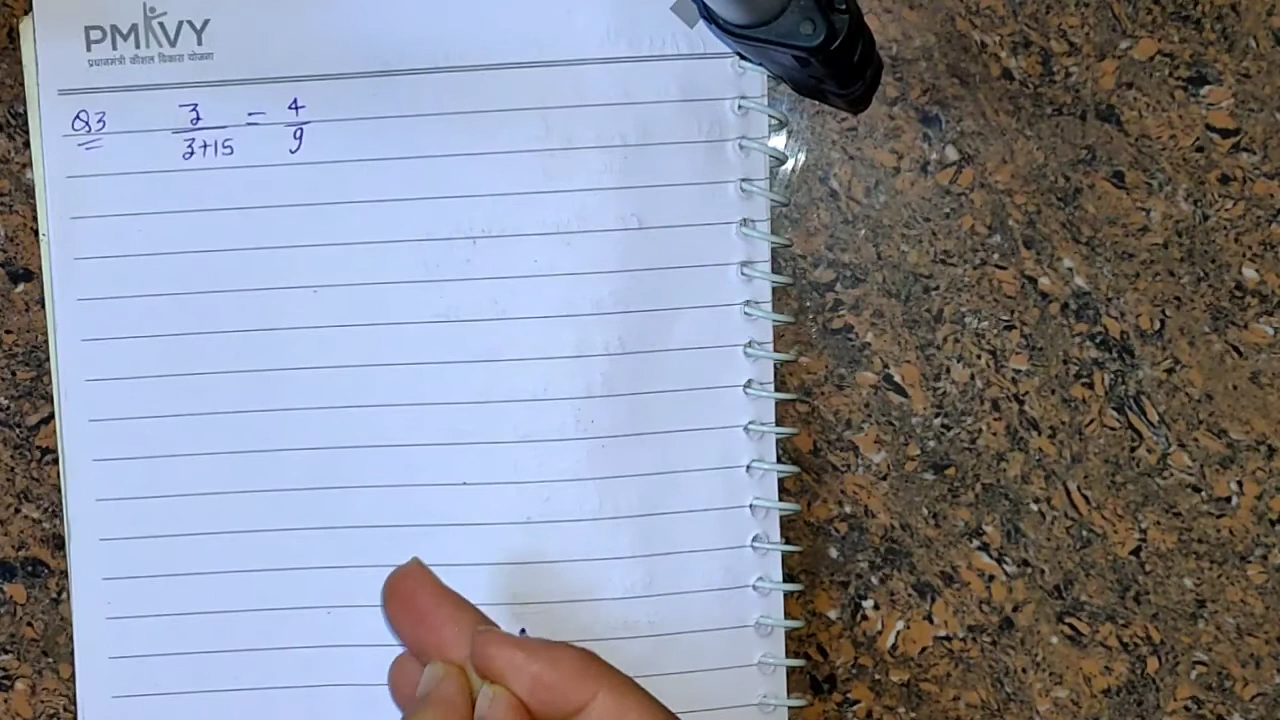 PMKVY
प्रधानमंत्री कौशल विकास योजना
Q3 z/z+15 = 4/9